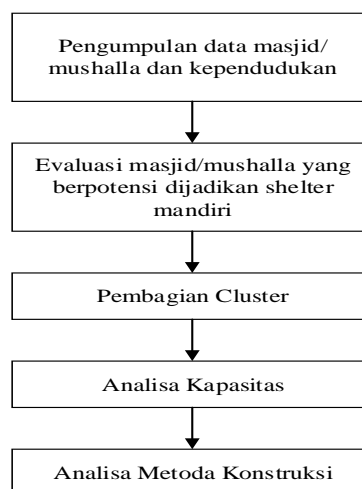 Pengumpulan data masjid/
mushalla dan kependudukan
Evaluasi masjid/mushalla yang
berpotensi dijadikan shelter
mandiri
Pembagian Cluster
Analisa Kapasitas
Analisa Metoda Konstruksi